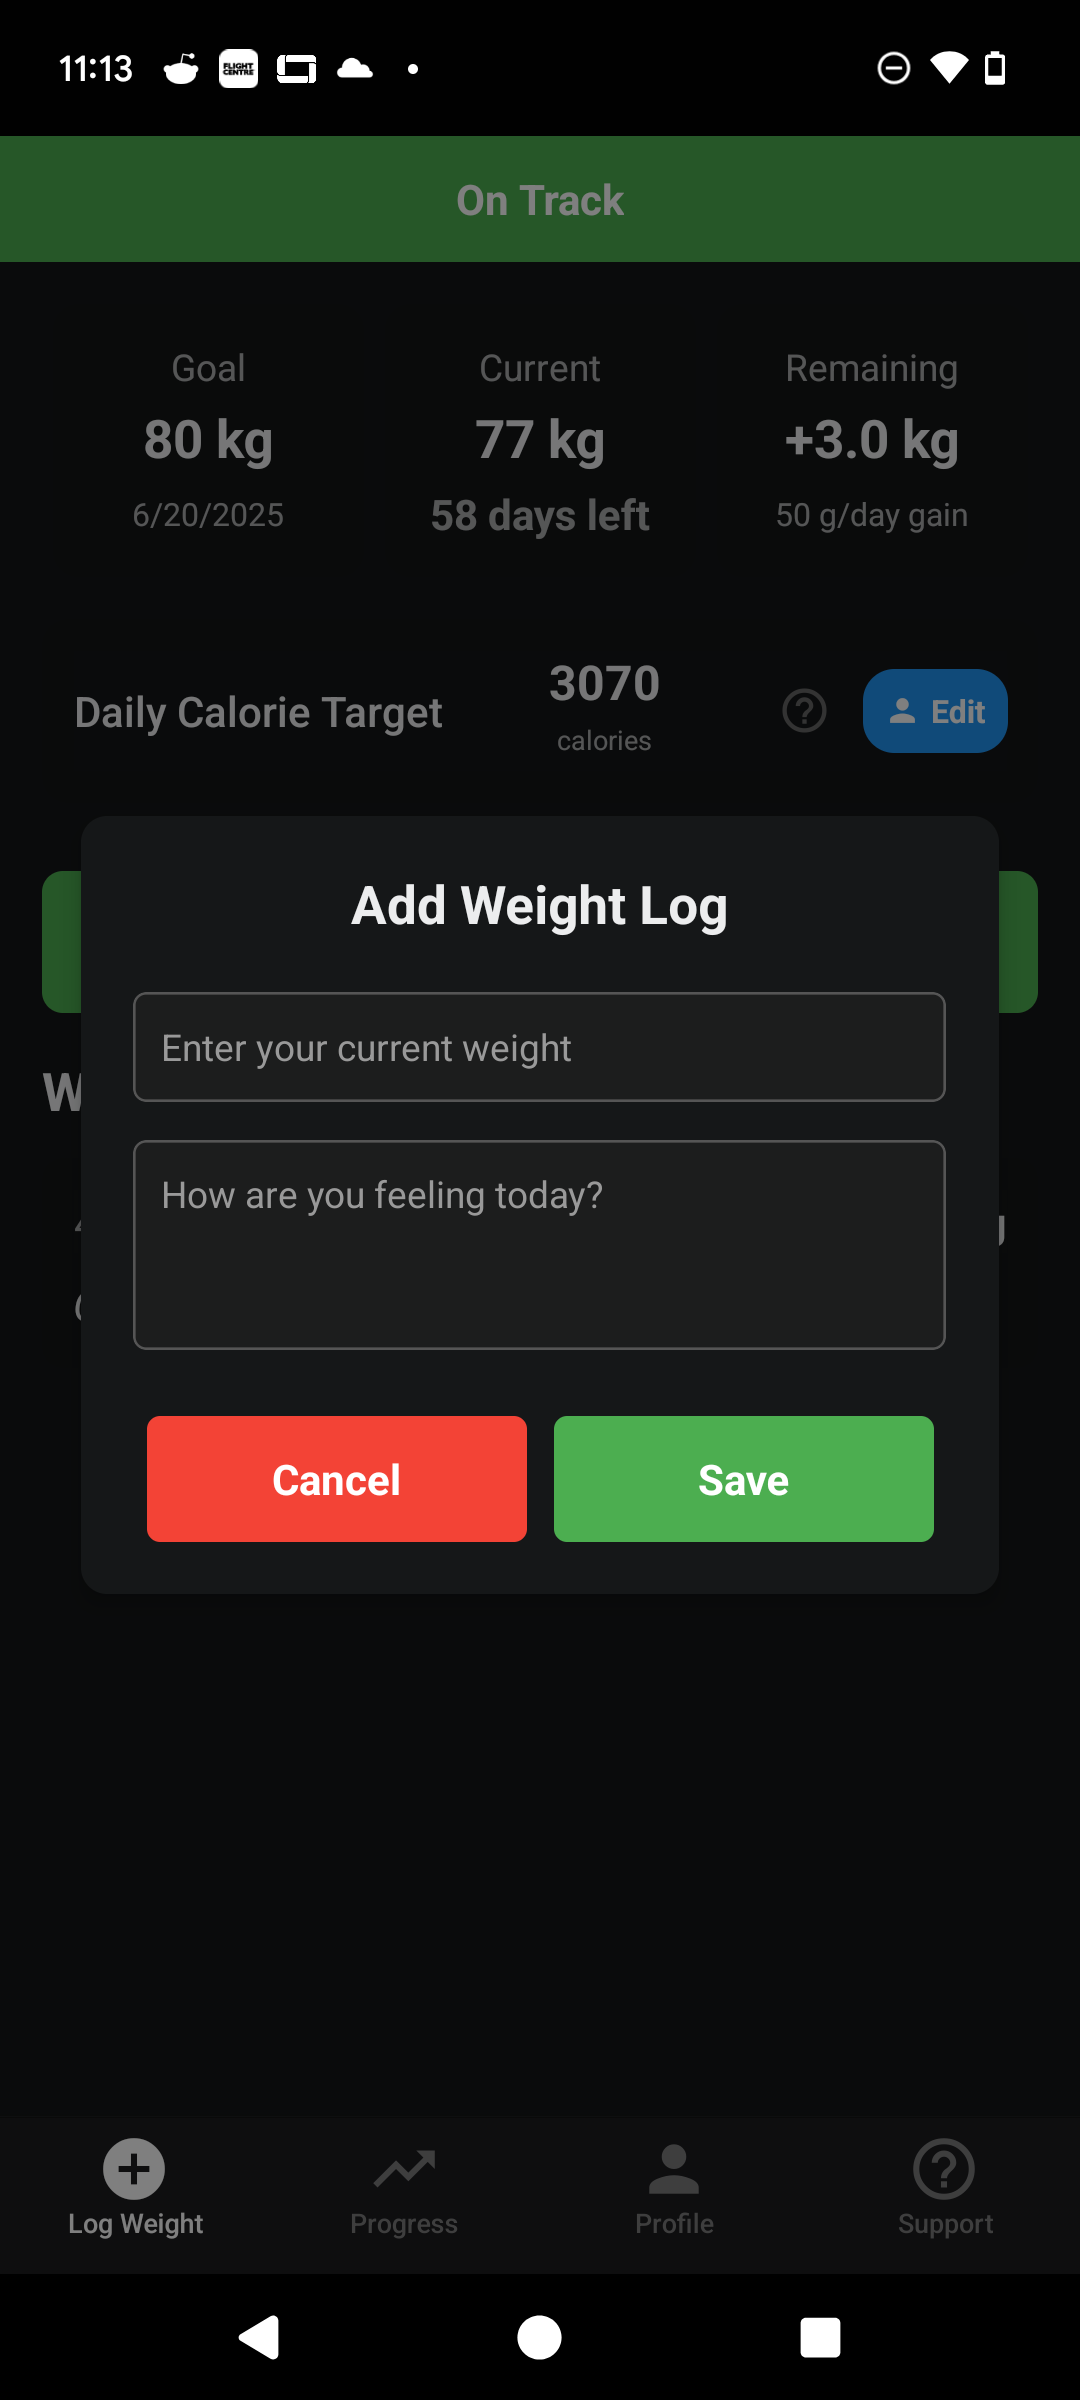 11:13
FLIGHT
CENTRE
On Track
Goal
Current
Remaining
80 kg
77 kg
+3.0 kg
6/20/2025
58 days left
50 g/day gain
Daily Calorie Target
3070
calories
Edit
Add Weight Log
Enter your current weight
W
How are you feeling today?
Cancel
Save
Log Weight
Progress
Profile
Support